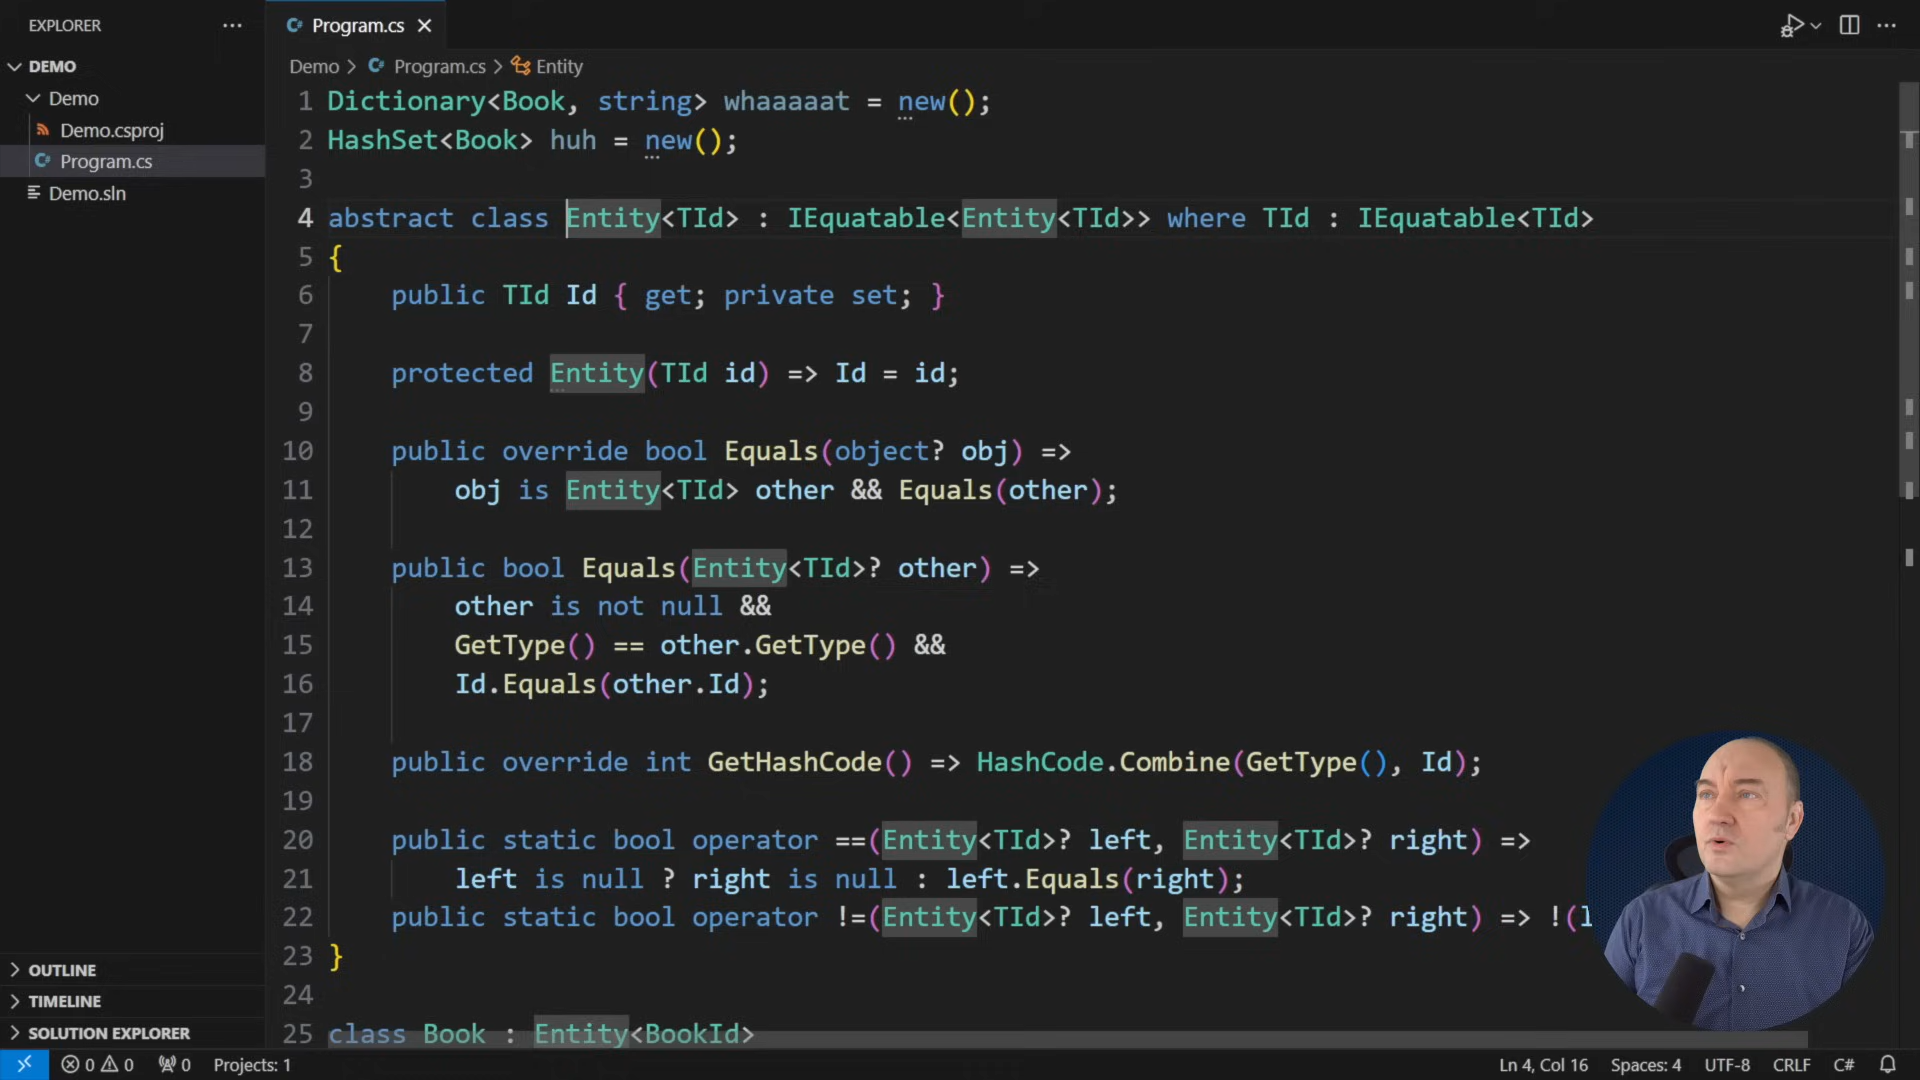 EXPLORER
DEMO
Demo
Demo.csproj
Program.cs
Demo.sln
OUTLINE
TIMELINE
SOLUTION EXPLORER
Program.cs
Demo > Program.cs > Entity
1 Dictionary<Book, string> whaaaaat = new();
2 HashSet<Book> huh = new();
3
4 abstract class Entity<TId> : IEquatable<Entity<TId>> where TId : IEquatable<TId>
5 {
6 public TId Id { get; private set; }
7
8 protected Entity(TId id) => Id = id;
9
10 public override bool Equals(object? obj) =>
11 obj is Entity<TId> other && Equals(other);
12
13 public bool Equals(Entity<TId>? other) =>
14 other is not null &&
15 GetType() == other.GetType() &&
16 Id.Equals(other.Id);
17
18 public override int GetHashCode() => HashCode.Combine(GetType(), Id);
19
20 public static bool operator ==(Entity<TId>? left, Entity<TId>? right) =>
21 left is null ? right is null : left.Equals(right);
22 public static bool operator !=(Entity<TId>? left, Entity<TId>? right) => !(l
23 }
24
25 class Book : Entity<BookId>
0 0 0 Projects: 1 Ln 4, Col 16 Spaces: 4 UTF-8 CRLF C#